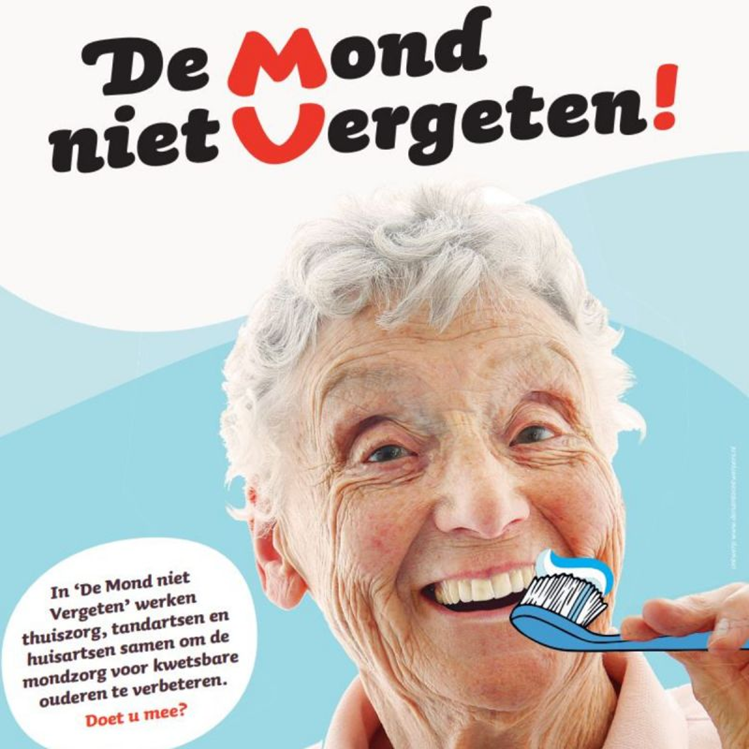 De Mond
niet Vergeten!
In ‘De Mond niet
Vergeten’ werken
thuiszorg, tandartsen en
huisartsen samen om de
mondzorg voor kwetsbare
ouderen te verbeteren.
Doet u mee?